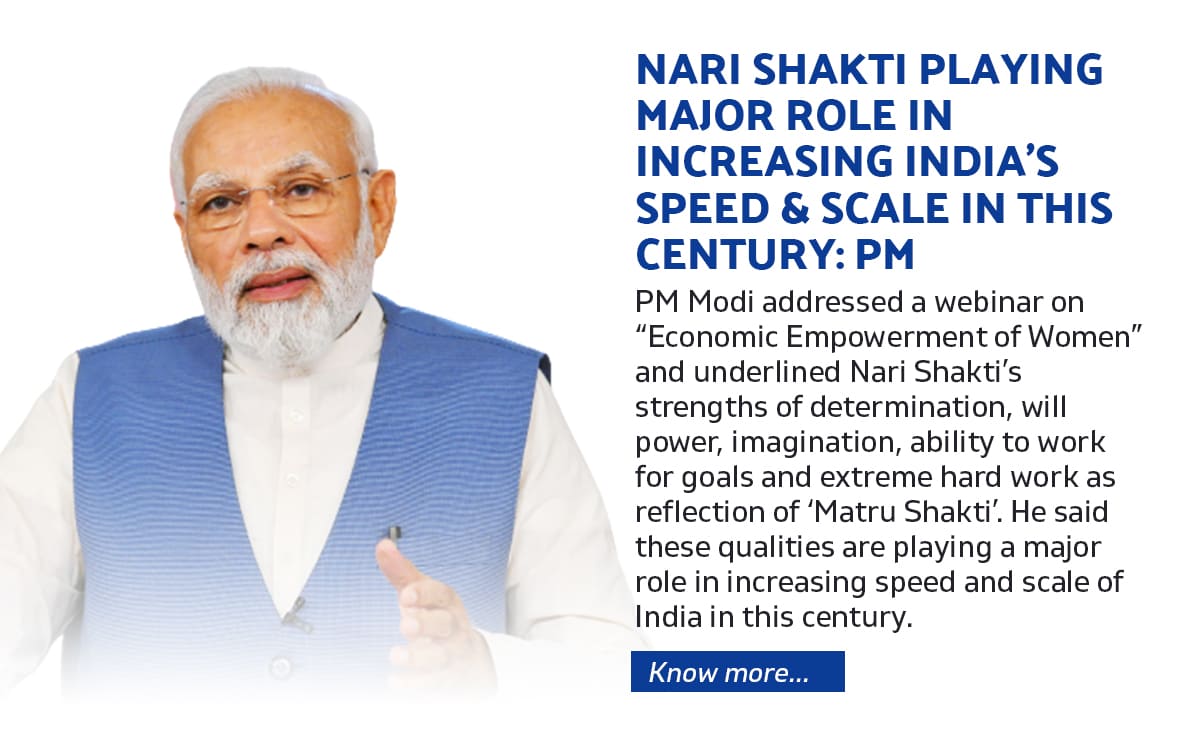 NARI SHAKTI PLAYING
MAJOR ROLE IN
INCREASING INDIA’S
SPEED & SCALE IN THIS
CENTURY: PM
PM Modi addressed a webinar on
“Economic Empowerment of Women”
and underlined Nari Shakti’s
strengths of determination, will
power, imagination, ability to work
for goals and extreme hard work as
reflection of ‘Matru Shakti’. He said
these qualities are playing a major
role in increasing speed and scale of
India in this century.
Know more...